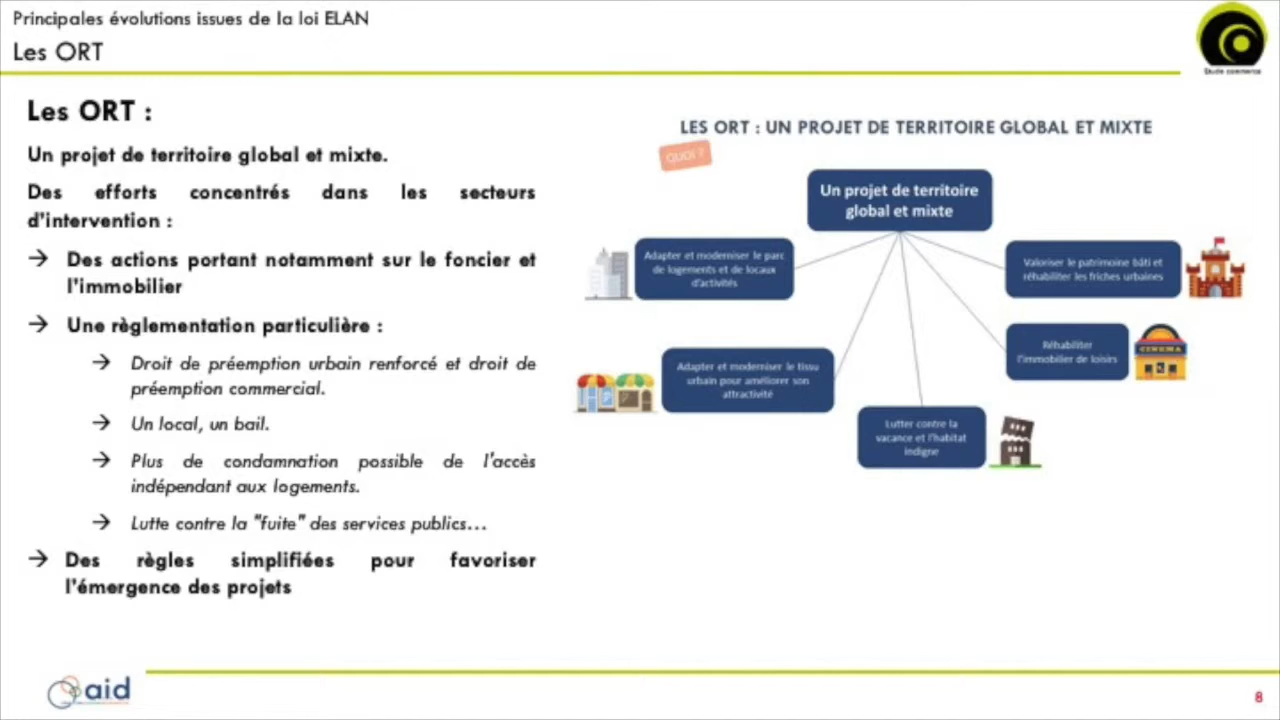 Principales évolutions issues de la loi ELAN
Les ORT
Etude commerce
Les ORT :
Un projet de territoire global et mixte.
Des efforts concentrés dans les secteurs
d'intervention :
→ Des actions portant notamment sur le foncier et
l'immobilier
→ Une règlementation particulière :
→ Droit de préemption urbain renforcé et droit de
préemption commercial.
→ Un local, un bail.
→ Plus de condamnation possible de l'accès
indépendant aux logements.
→ Lutte contre la "fuite" des services publics…
→ Des règles simplifiées pour favoriser
l'émergence des projets
LES ORT : UN PROJET DE TERRITOIRE GLOBAL ET MIXTE
QUOI ?
Un projet de territoire
global et mixte
Adapter et moderniser le parc
de logements et de locaux
d'activités
Valoriser le patrimoine bâti et
réhabiliter les friches urbaines
Réhabiliter
l'immobilier de loisirs
CINEMA
Adapter et moderniser le tissu
urbain pour améliorer son
attractivité
Lutter contre la
vacance et l'habitat
indigne
aid
8